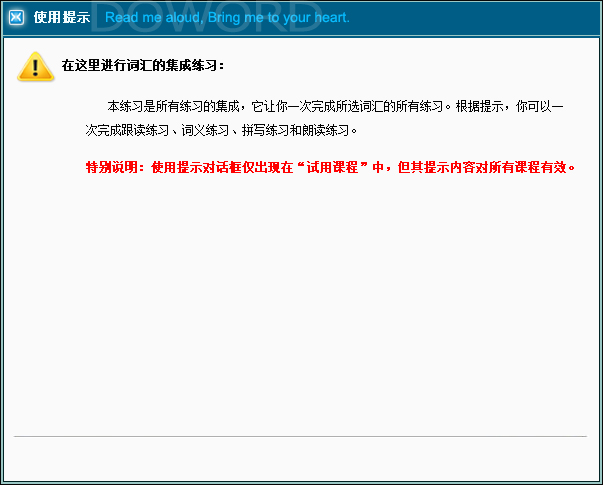 DOWORD
使用提示 Read me aloud, Bring me to your heart.
在这里进行词汇的集成练习：
本练习是所有练习的集成，它让你一次完成所选词汇的所有练习。根据提示，你可以一
次完成跟读练习、词义练习、拼写练习和朗读练习。
特别说明：使用提示对话框仅出现在“试用课程”中，但其提示内容对所有课程有效。